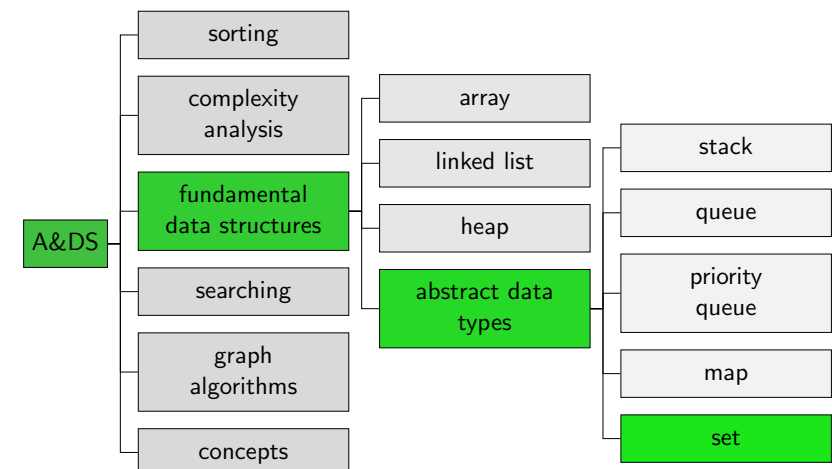 A&DS
sorting
complexity
analysis
fundamental
data structures
searching
graph
algorithms
concepts
array
linked list
heap
abstract data
types
stack
queue
priority
queue
map
set